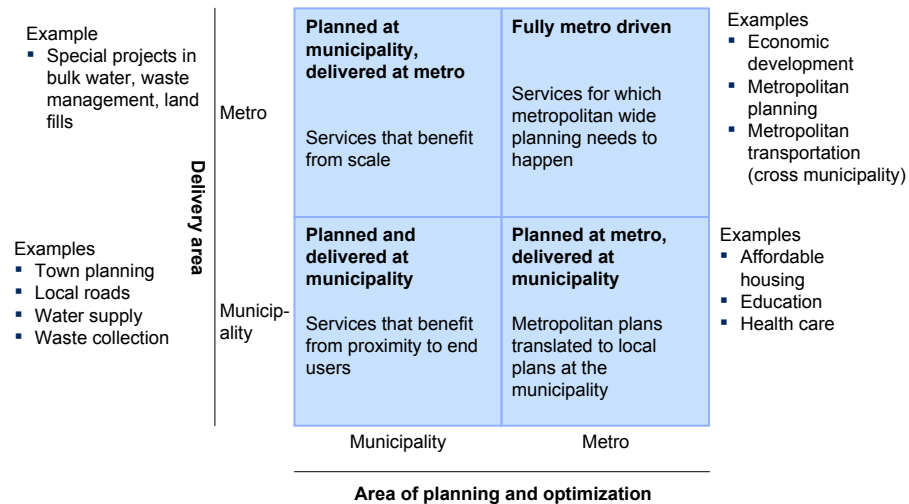 Example
▪ Special projects in
bulk water, waste
management, land
fills
Delivery area
Metro
Planned at
municipality,
delivered at metro
Services that benefit
from scale
Fully metro driven
Services for which
metropolitan wide
planning needs to
happen
Examples
▪ Economic
development
▪ Metropolitan
planning
▪ Metropolitan
transportation
(cross municipality)
Examples
▪ Town planning
▪ Local roads
▪ Water supply
▪ Waste collection
Municip-
ality
Planned and
delivered at
municipality
Services that benefit
from proximity to end
users
Planned at metro,
delivered at
municipality
Metropolitan plans
translated to local
plans at the
municipality
Examples
▪ Affordable
housing
▪ Education
▪ Health care
Municipality
Metro
Area of planning and optimization